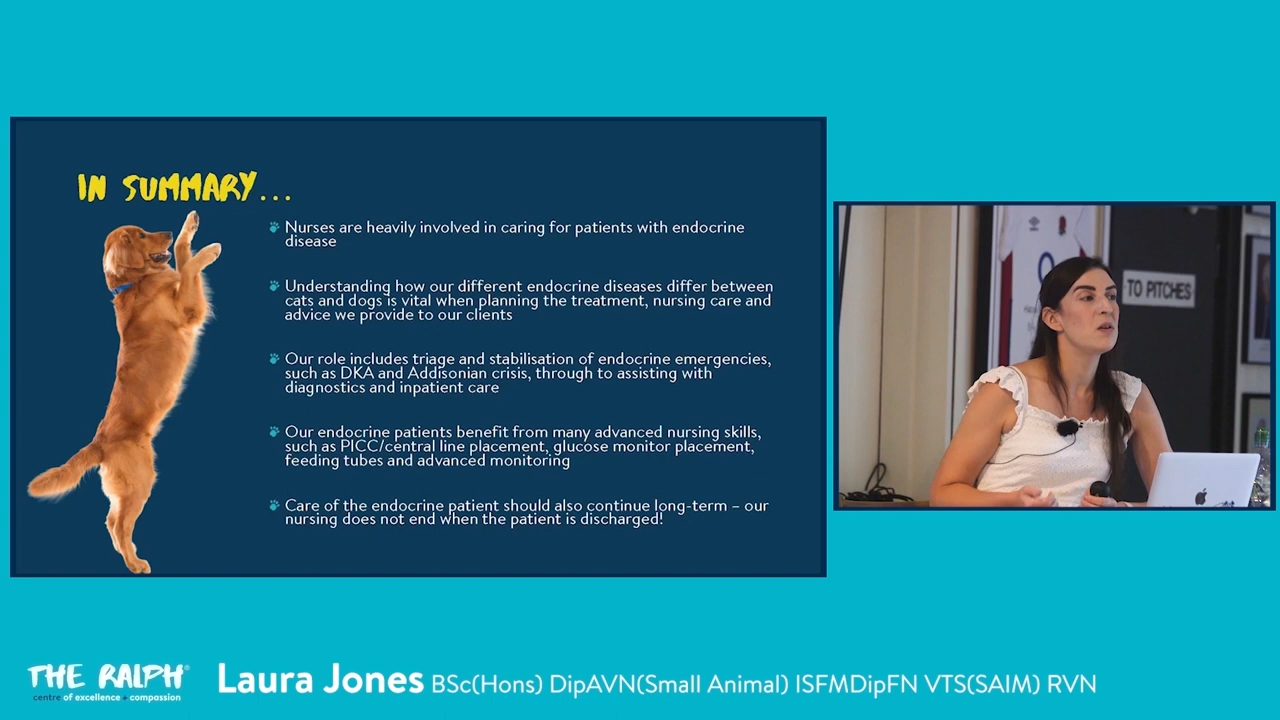 IN SUMMARY...
Nurses are heavily involved in caring for patients with endocrine
disease
Understanding how our different endocrine diseases differ between
cats and dogs is vital when planning the treatment, nursing care and
advice we provide to our clients
Our role includes triage and stabilisation of endocrine emergencies,
such as DKA and Addisonian crisis, through to assisting with
diagnostics and inpatient care
Our endocrine patients benefit from many advanced nursing skills,
such as PICC/central line placement, glucose monitor placement,
feeding tubes and advanced monitoring
Care of the endocrine patient should also continue long-term – our
nursing does not end when the patient is discharged!
TO PITCHES
THE RALPH®
centre of excellence + compassion
Laura Jones BSc(Hons) DipAVN(Small Animal) ISFMDipFN VTS(SAIM) RVN